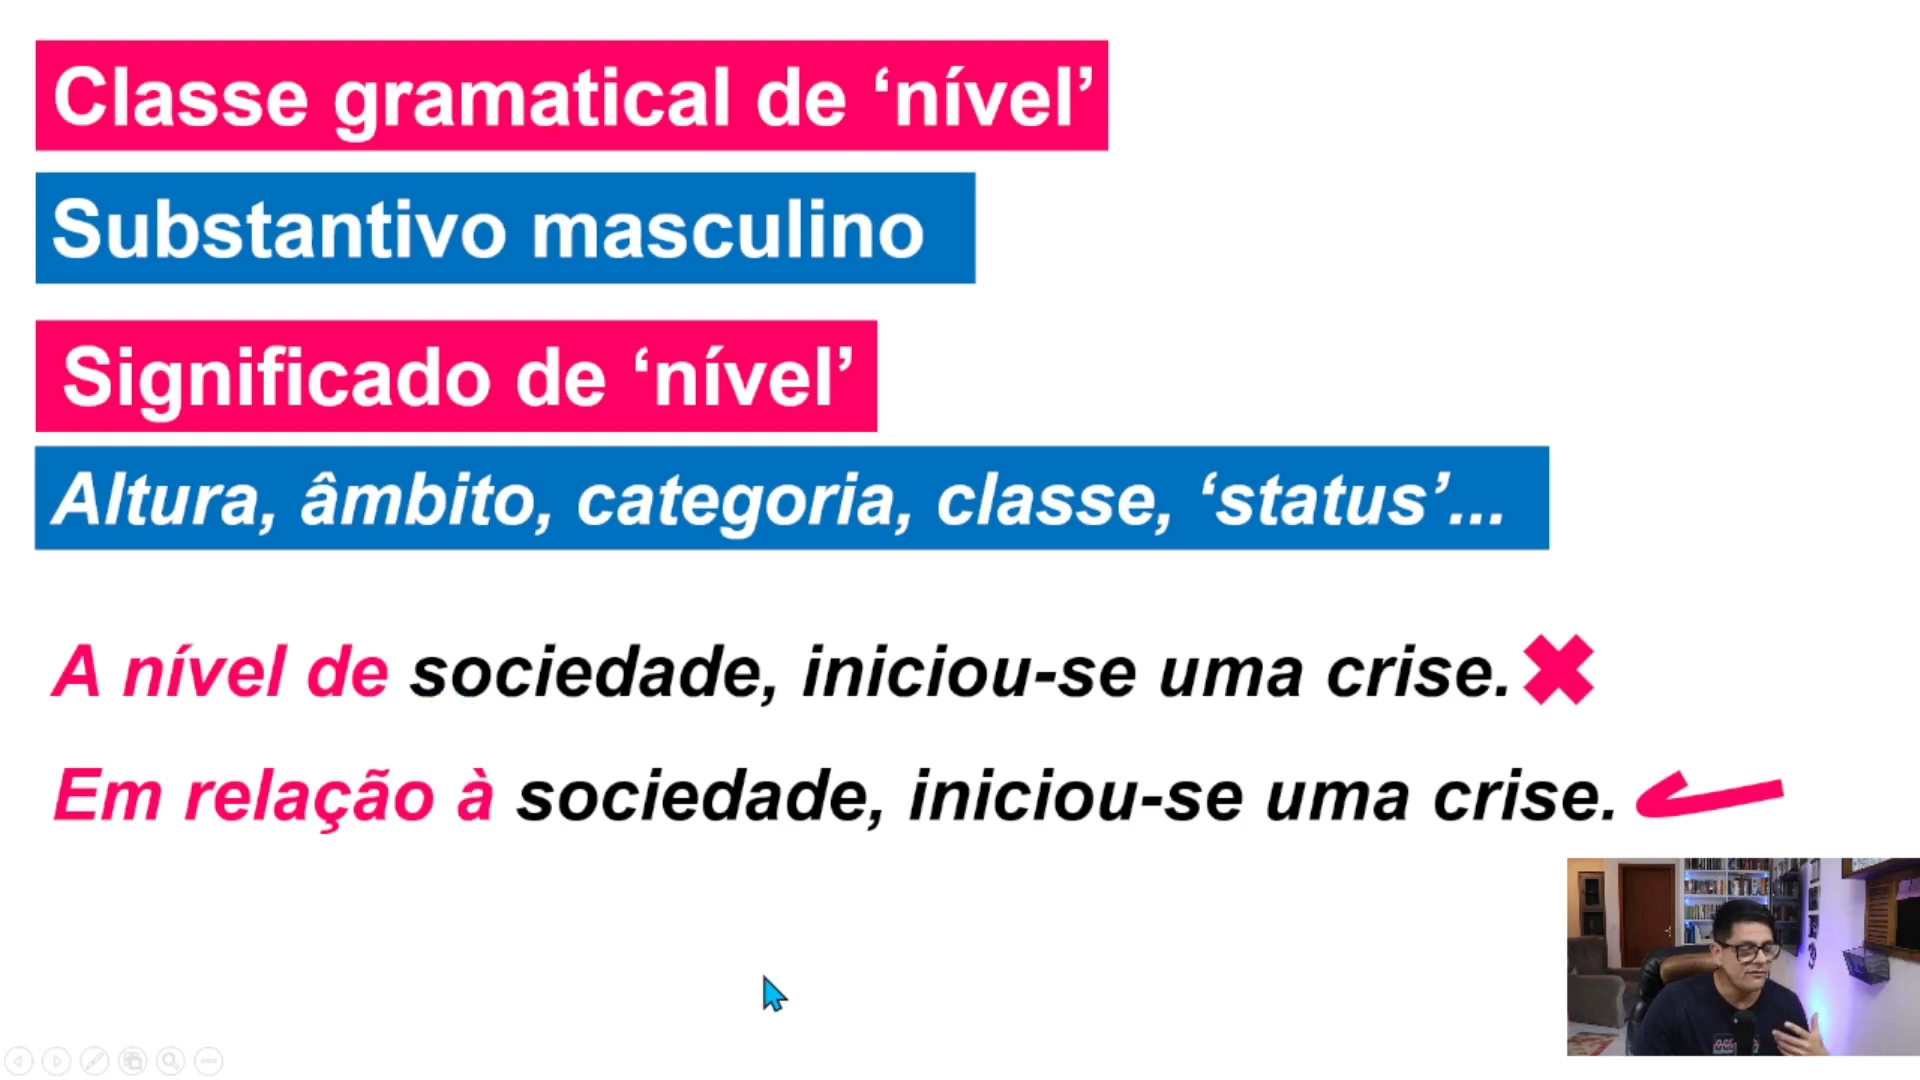 Classe gramatical de ‘nível’
Substantivo masculino
Significado de ‘nível’
Altura, âmbito, categoria, classe, ‘status’...
A nível de sociedade, iniciou-se uma crise.
Em relação à sociedade, iniciou-se uma crise.